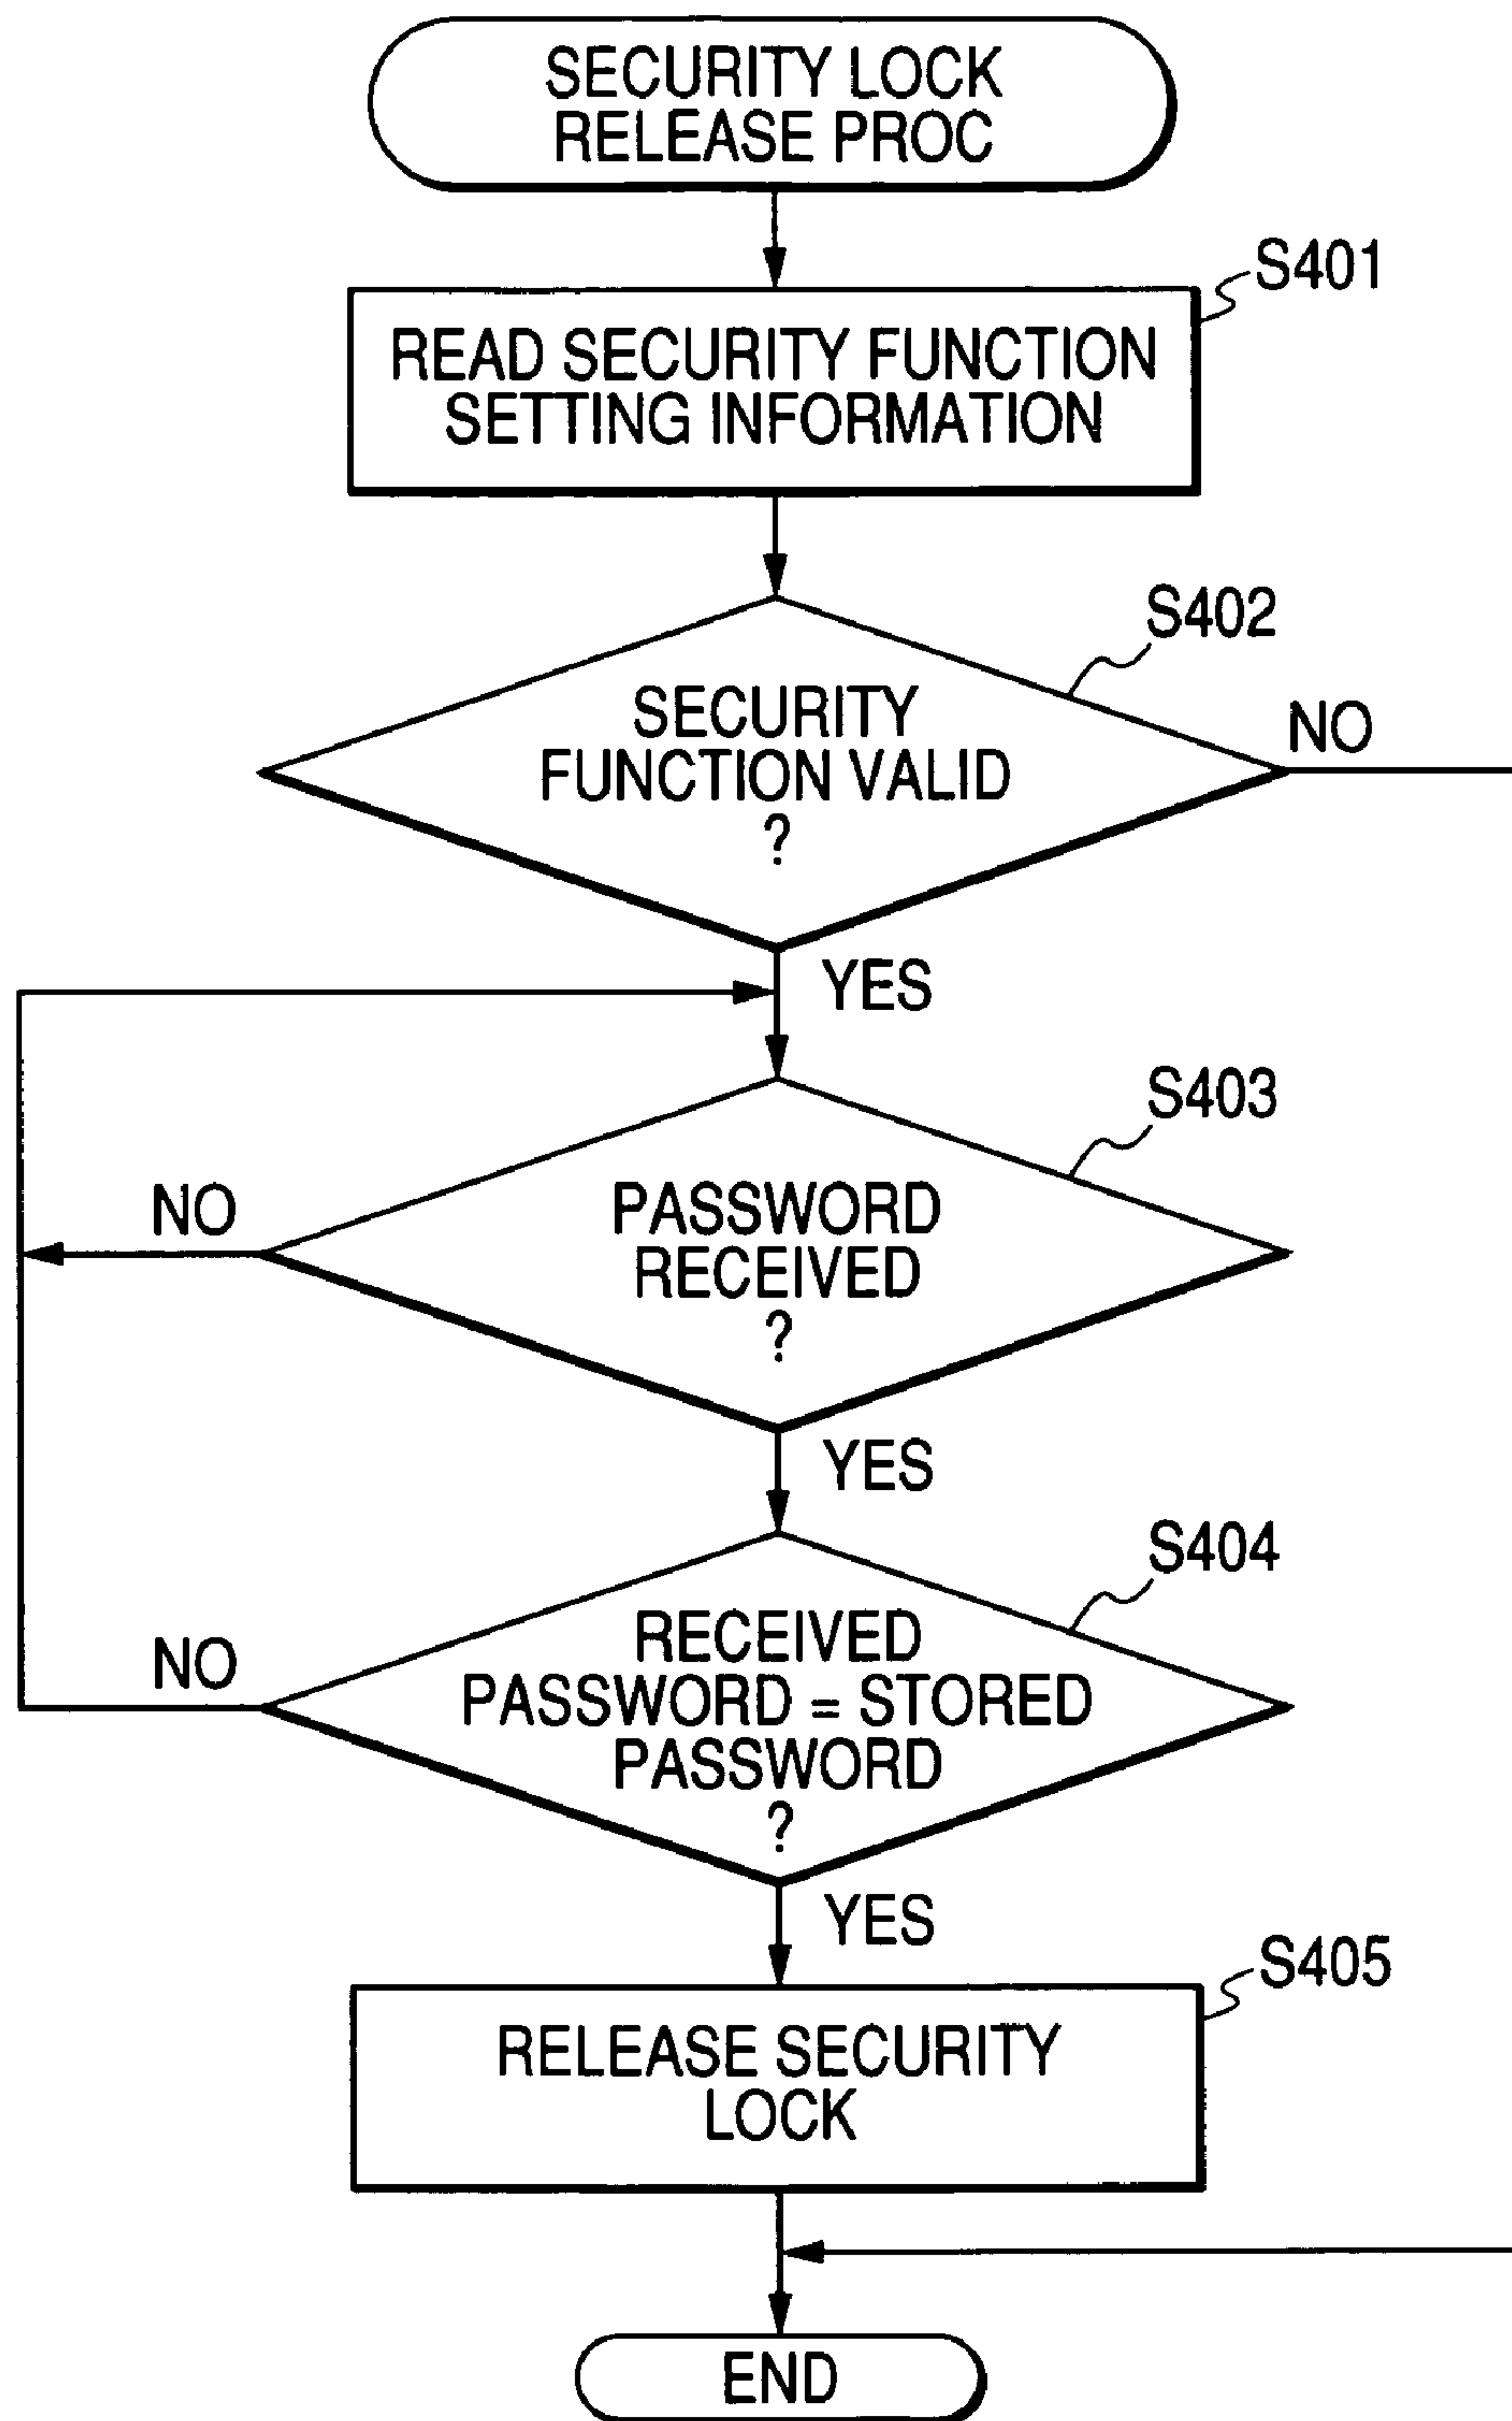 SECURITY LOCK
RELEASE PROC
S401
READ SECURITY FUNCTION
SETTING INFORMATION
S402
SECURITY
FUNCTION VALID
?
NO
YES
S403
PASSWORD
RECEIVED
?
NO
YES
S404
RECEIVED
PASSWORD = STORED
PASSWORD
?
NO
YES
S405
RELEASE SECURITY
LOCK
END